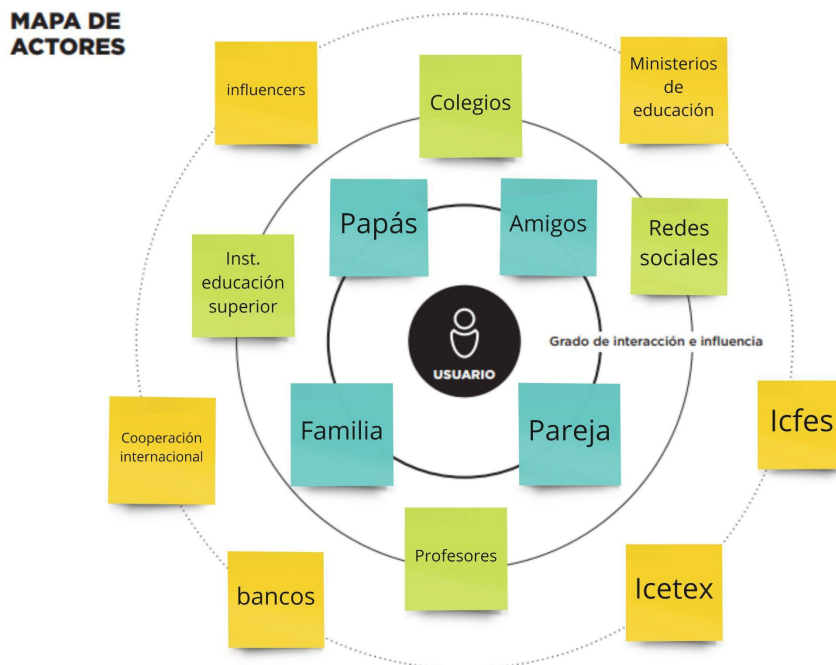 MAPA DE
ACTORES
influencers
Colegios
Ministerios
de
educación
Papás
Amigos
Redes
sociales
Inst.
educación
superior
Grado de interacción e influencia
USUARIO
Familia
Pareja
Icfes
Cooperación
internacional
Profesores
bancos
Icetex